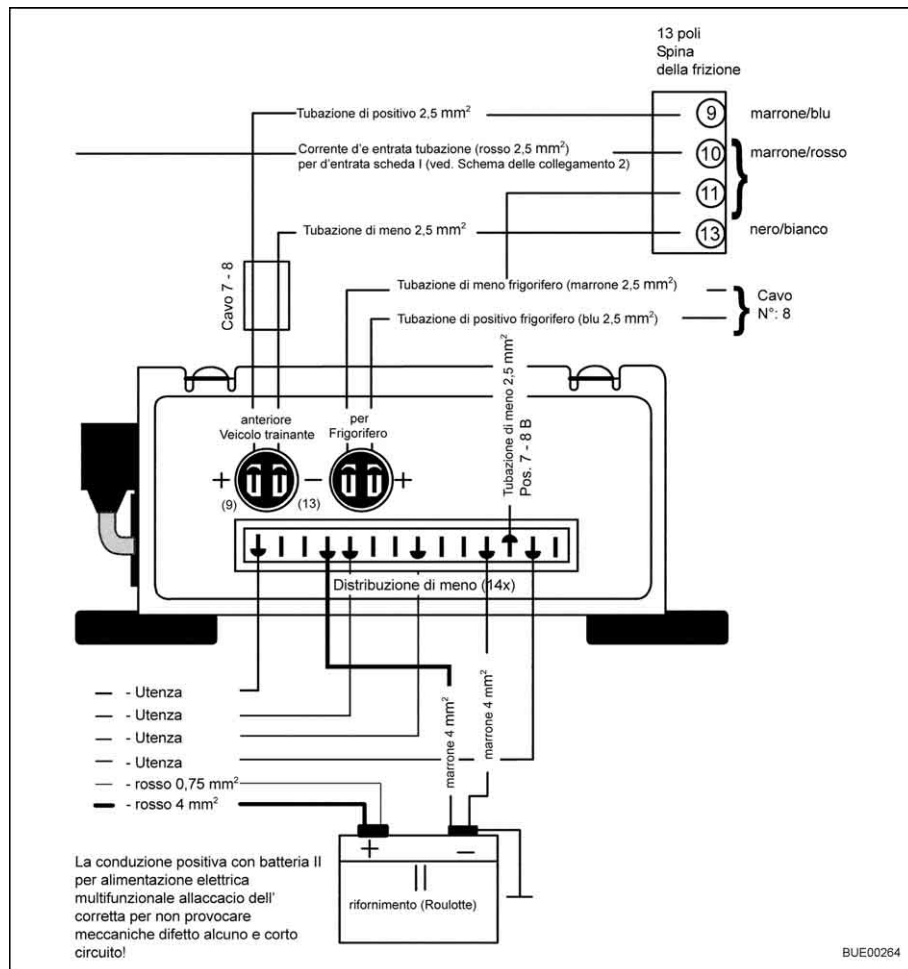 13 poli
Spina
della frizione
Tubazione di positivo 2,5 mm²
9
marrone/blu
Corrente d'e entrata tubazione (rosso 2,5 mm²)
per d'entrata scheda I (ved. Schema delle collegamento 2)
10
marrone/rosso
11
Tubazione di meno 2,5 mm²
13
nero/bianco
Cavo 7 - 8
Tubazione di meno frigorifero (marrone 2,5 mm²)
Tubazione di positivo frigorifero (blu 2,5 mm²)
Cavo
N°: 8
Tubazione di meno 2,5 mm²
Pos. 7 - 8 B
anteriore
Veicolo trainante
per
Frigorifero
+
–
+
(9)
(13)
Distribuzione di meno (14x)
- Utenza
- Utenza
- Utenza
- Utenza
- rosso 0,75 mm²
- rosso 4 mm²
marrone 4 mm²
marrone 4 mm²
+
–
II
rifornimento (Roulotte)
La conduzione positiva con batteria II
per alimentazione elettrica
multifunzionale allaccacio dell'
corretta per non provocare
meccaniche difetto alcuno e corto
circuito!
BUE00264